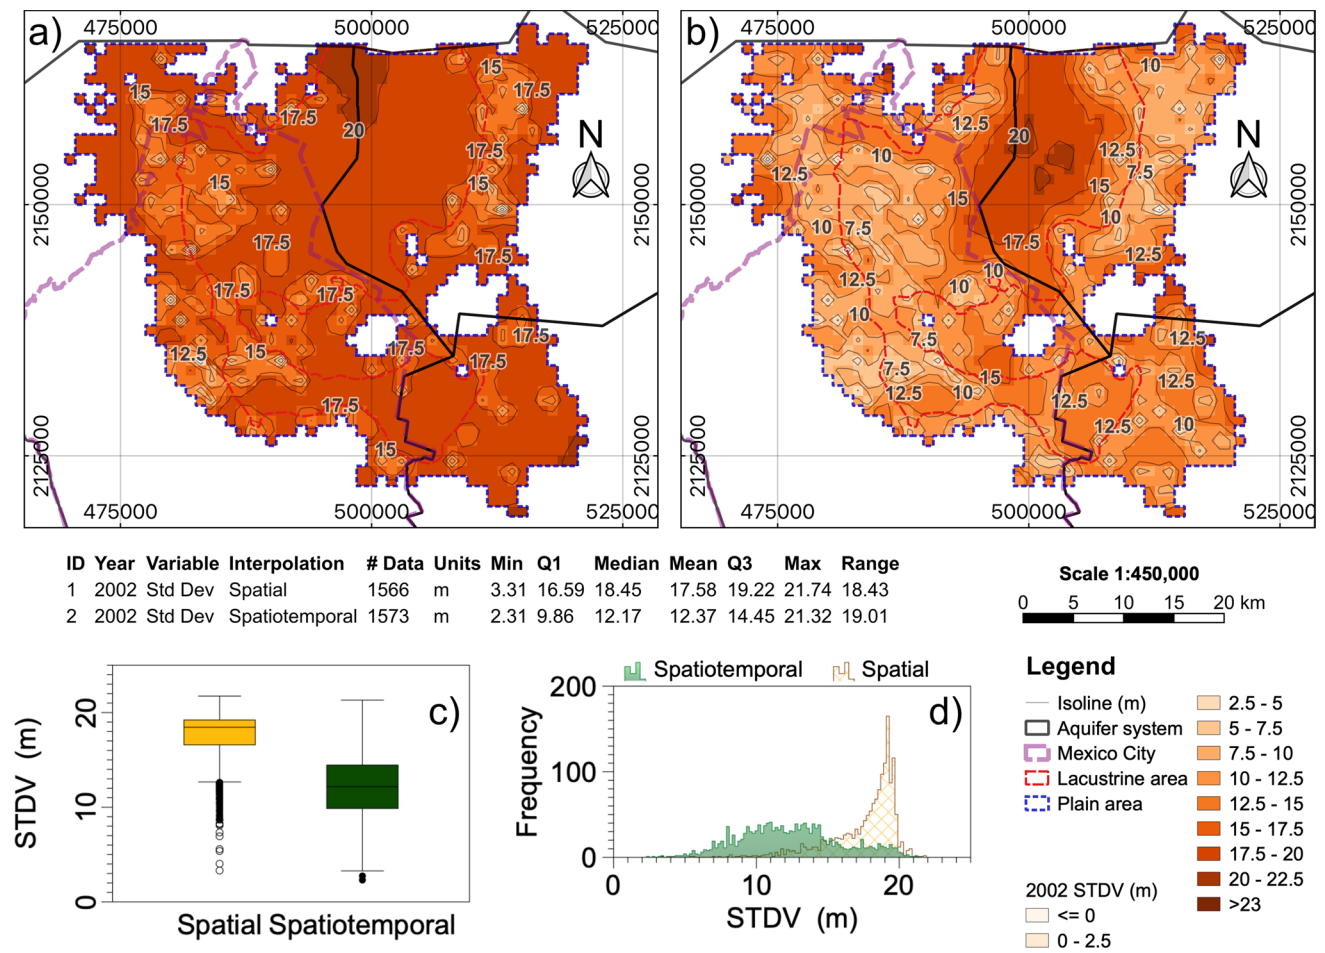 a)
475000 500000 525000
15
15
17.5
17.5
17.5
20
17.5
15
15
17.5
17.5
17.5
17.5
17.5
12.5
15
17.5
17.5
17.5
15
N
2150000
2125000
2150000
2125000
475000 500000 525000
b)
475000 500000 525000
10
12.5
20
10
12.5
7.5
12.5
15
15
10
10
7.5
17.5
12.5
12.5
10
10
10
12.5
7.5
7.5
15
12.5
12.5
10
12.5
12.5
10
N
2150000
2125000
2150000
2125000
475000 500000 525000
ID Year Variable Interpolation # Data Units Min Q1 Median Mean Q3 Max Range
1 2002 Std Dev Spatial 1566 m 3.31 16.59 18.45 17.58 19.22 21.74 18.43
2 2002 Std Dev Spatiotemporal 1573 m 2.31 9.86 12.17 12.37 14.45 21.32 19.01
Scale 1:450,000
0 5 10 15 20 km
c)
STDV (m)
20
10
0
Spatial Spatiotemporal
Spatiotemporal Spatial
d)
Frequency
200
100
0
0 10 20
STDV (m)
Legend
Isoline (m)
Aquifer system
Mexico City
Lacustrine area
Plain area
2002 STDV (m)
<= 0
0 - 2.5
2.5 - 5
5 - 7.5
7.5 - 10
10 - 12.5
12.5 - 15
15 - 17.5
17.5 - 20
20 - 22.5
>23